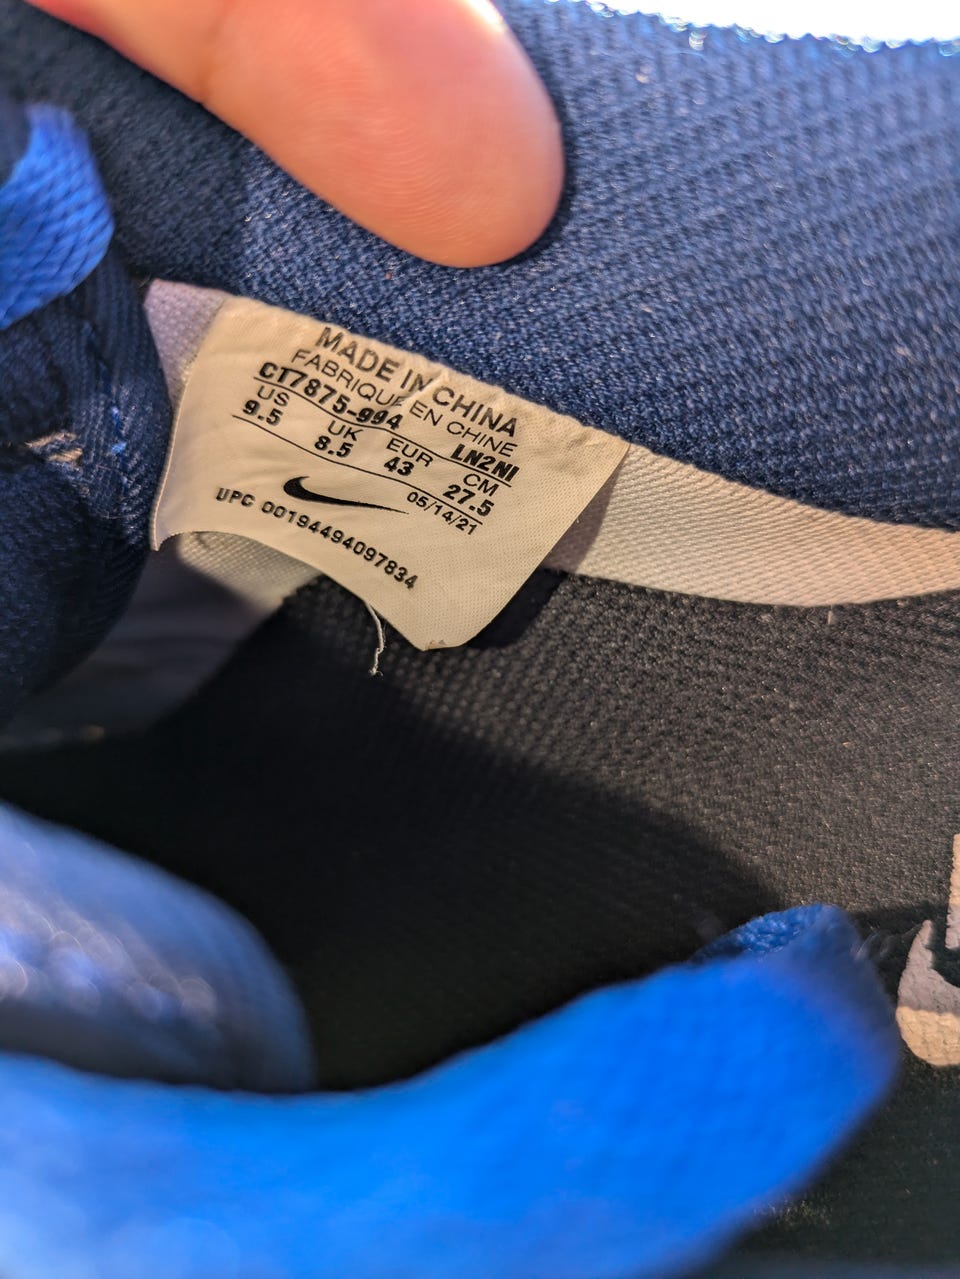 MADE IN CHINA
FABRIQUE EN CHINE
CT7875-994 LN2NI
US UK EUR CM
9.5 8.5 43 27.5
05/14/21
UPC 00194494097834